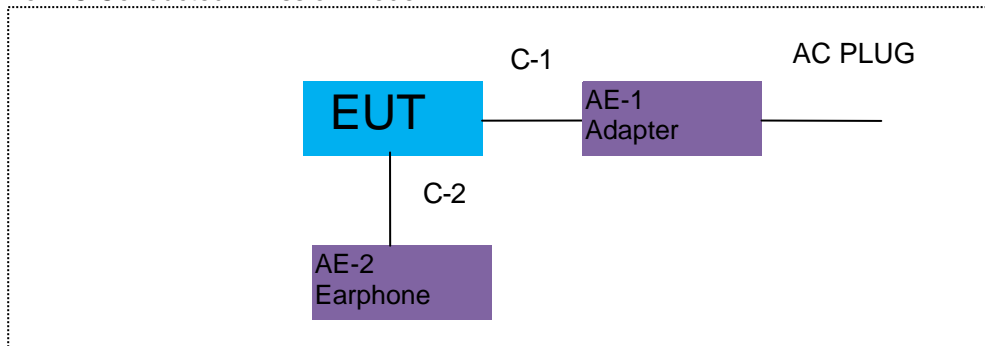 C-1
AC PLUG
EUT
AE-1
Adapter
C-2
AE-2
Earphone